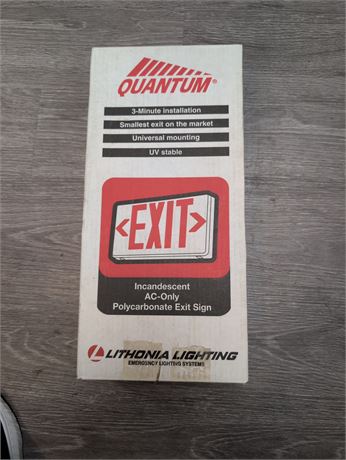 QUANTUM®
3-Minute installation
Smallest exit on the market
Universal mounting
UV stable
<EXIT>
Incandescent
AC-Only
Polycarbonate Exit Sign
LITHONIA LIGHTING
EMERGENCY LIGHTING SYSTEMS